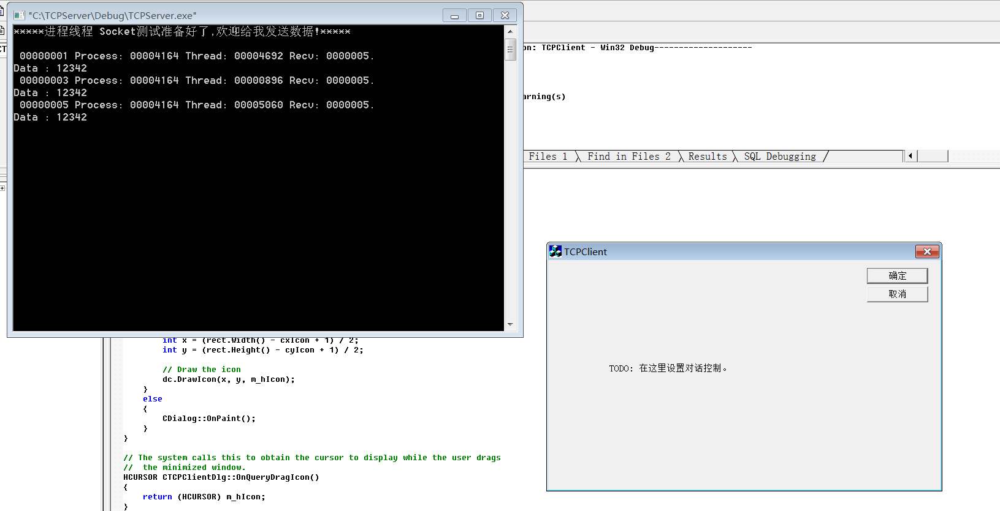 "C:\TCPServer\Debug\TCPServer.exe"
*****进程线程 Socket测试准备好了,欢迎给我发送数据!*****
00000001 Process: 00004164 Thread: 00004692 Recv: 0000005.
Data : 12342
00000003 Process: 00004164 Thread: 00000896 Recv: 0000005.
Data : 12342
00000005 Process: 00004164 Thread: 00005060 Recv: 0000005.
Data : 12342
on: TCPClient - Win32 Debug--------------------
arning(s)
Files 1 Find in Files 2 Results SQL Debugging
TCPClient
确定
取消
TODO: 在这里设置对话控制。
int x = (rect.Width() - cxIcon + 1) / 2;
int y = (rect.Height() - cyIcon + 1) / 2;
// Draw the icon
dc.DrawIcon(x, y, m_hIcon);
}
else
{
CDialog::OnPaint();
}
}
// The system calls this to obtain the cursor to display while the user drags
//  the minimized window.
HCURSOR CTCPClientDlg::OnQueryDragIcon()
{
return (HCURSOR) m_hIcon;
}